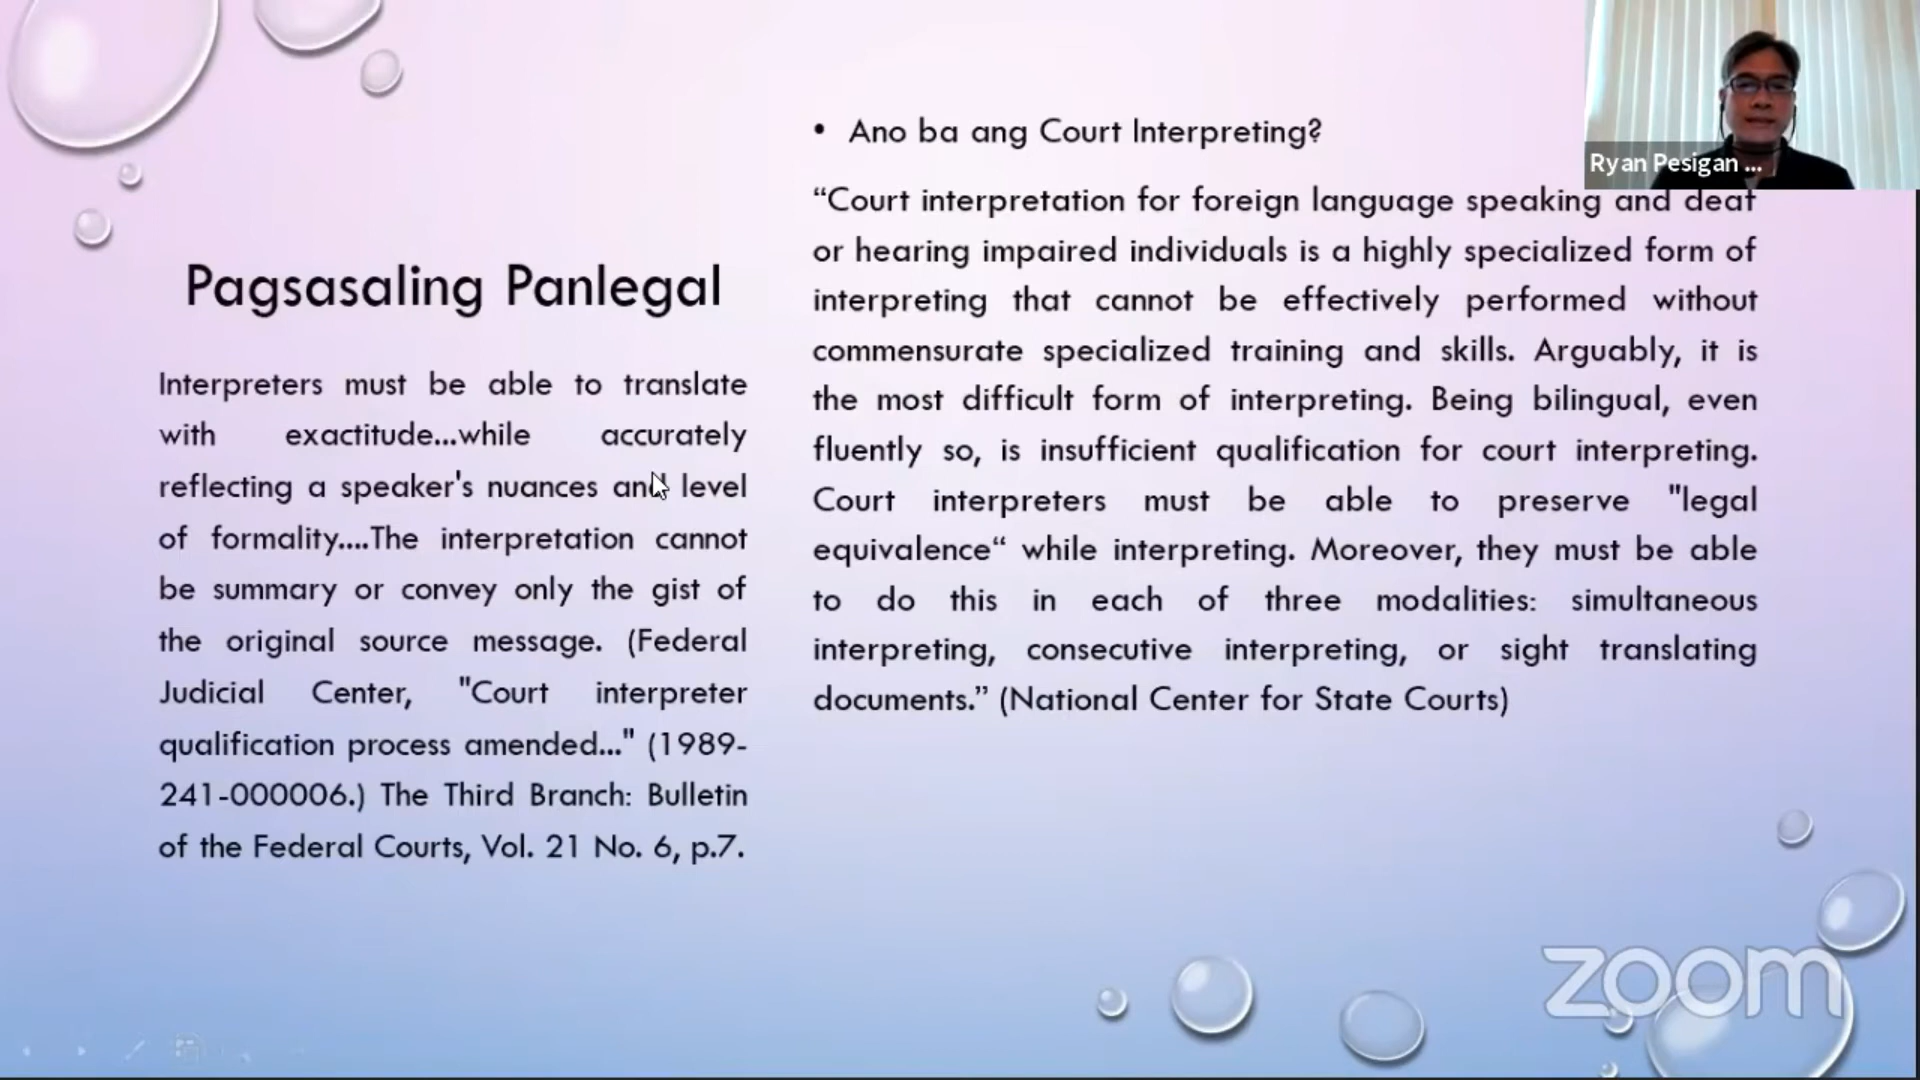 Pagsasaling Panlegal
Interpreters must be able to translate
with exactitude...while accurately
reflecting a speaker's nuances and level
of formality....The interpretation cannot
be summary or convey only the gist of
the original source message. (Federal
Judicial Center, "Court interpreter
qualification process amended..." (1989-
241-000006.) The Third Branch: Bulletin
of the Federal Courts, Vol. 21 No. 6, p.7.
• Ano ba ang Court Interpreting?
“Court interpretation for foreign language speaking and deaf
or hearing impaired individuals is a highly specialized form of
interpreting that cannot be effectively performed without
commensurate specialized training and skills. Arguably, it is
the most difficult form of interpreting. Being bilingual, even
fluently so, is insufficient qualification for court interpreting.
Court interpreters must be able to preserve "legal
equivalence“ while interpreting. Moreover, they must be able
to do this in each of three modalities: simultaneous
interpreting, consecutive interpreting, or sight translating
documents.” (National Center for State Courts)
Ryan Pesigan ...
zoom